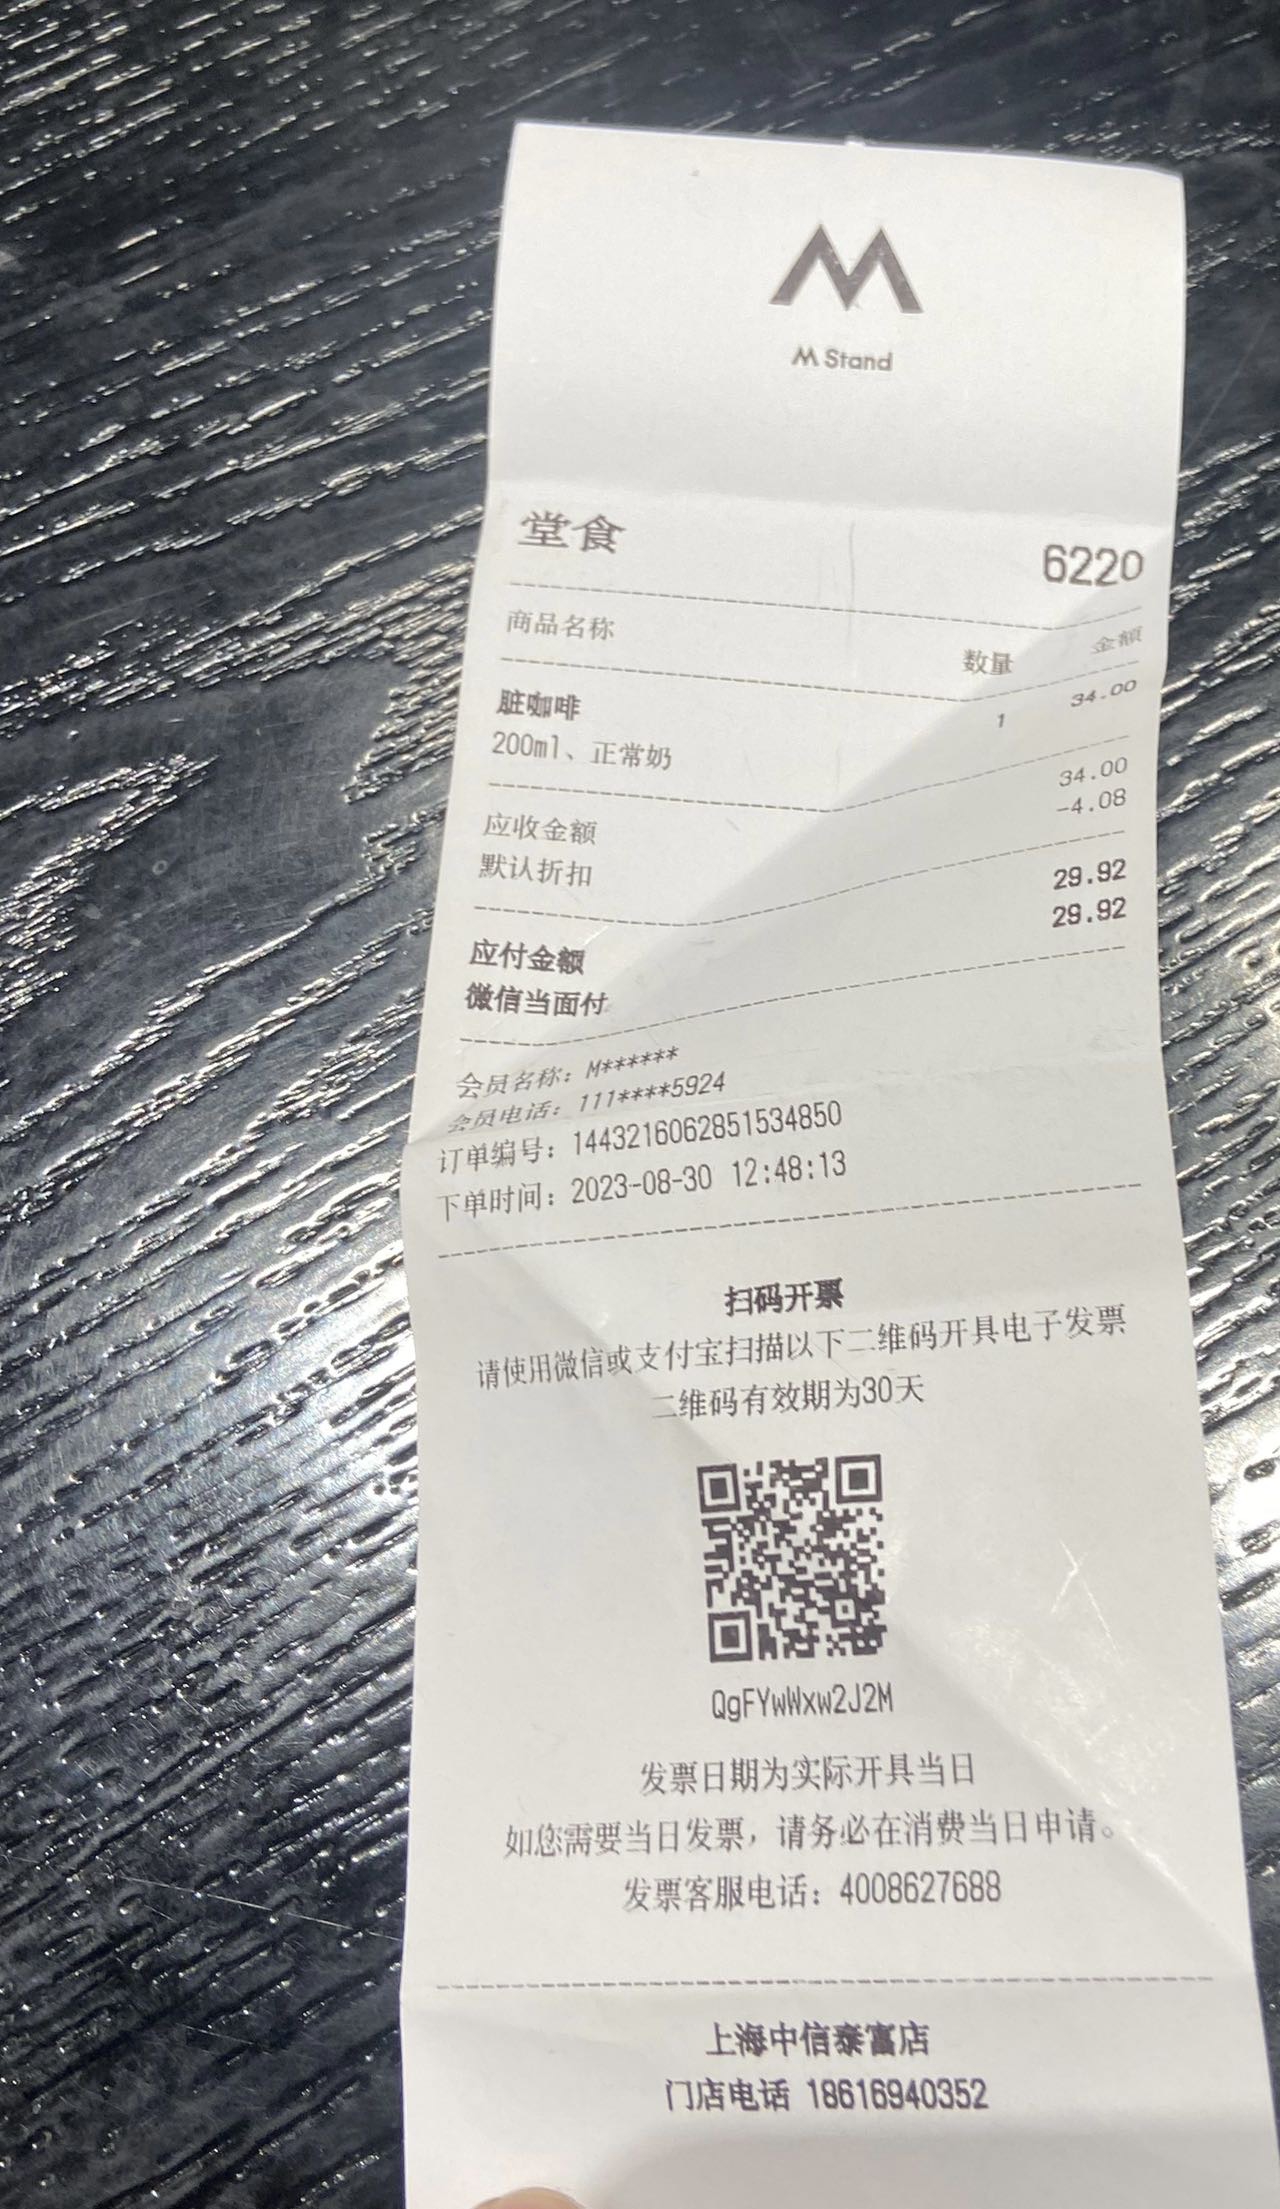 M Stand
堂食 6220
商品名称 数量 金额
脏咖啡 1 34.00
200ml、正常奶
应收金额 34.00
默认折扣 -4.08
应付金额 29.92
微信当面付 29.92
会员名称：M******
会员电话：111****5924
订单编号：1443216062851534850
下单时间：2023-08-30 12:48:13
扫码开票
请使用微信或支付宝扫描以下二维码开具电子发票
二维码有效期为30天
QgFYwWxw2J2M
发票日期为实际开具当日
如您需要当日发票，请务必在消费当日申请。
发票客服电话：4008627688
上海中信泰富店
门店电话 18616940352